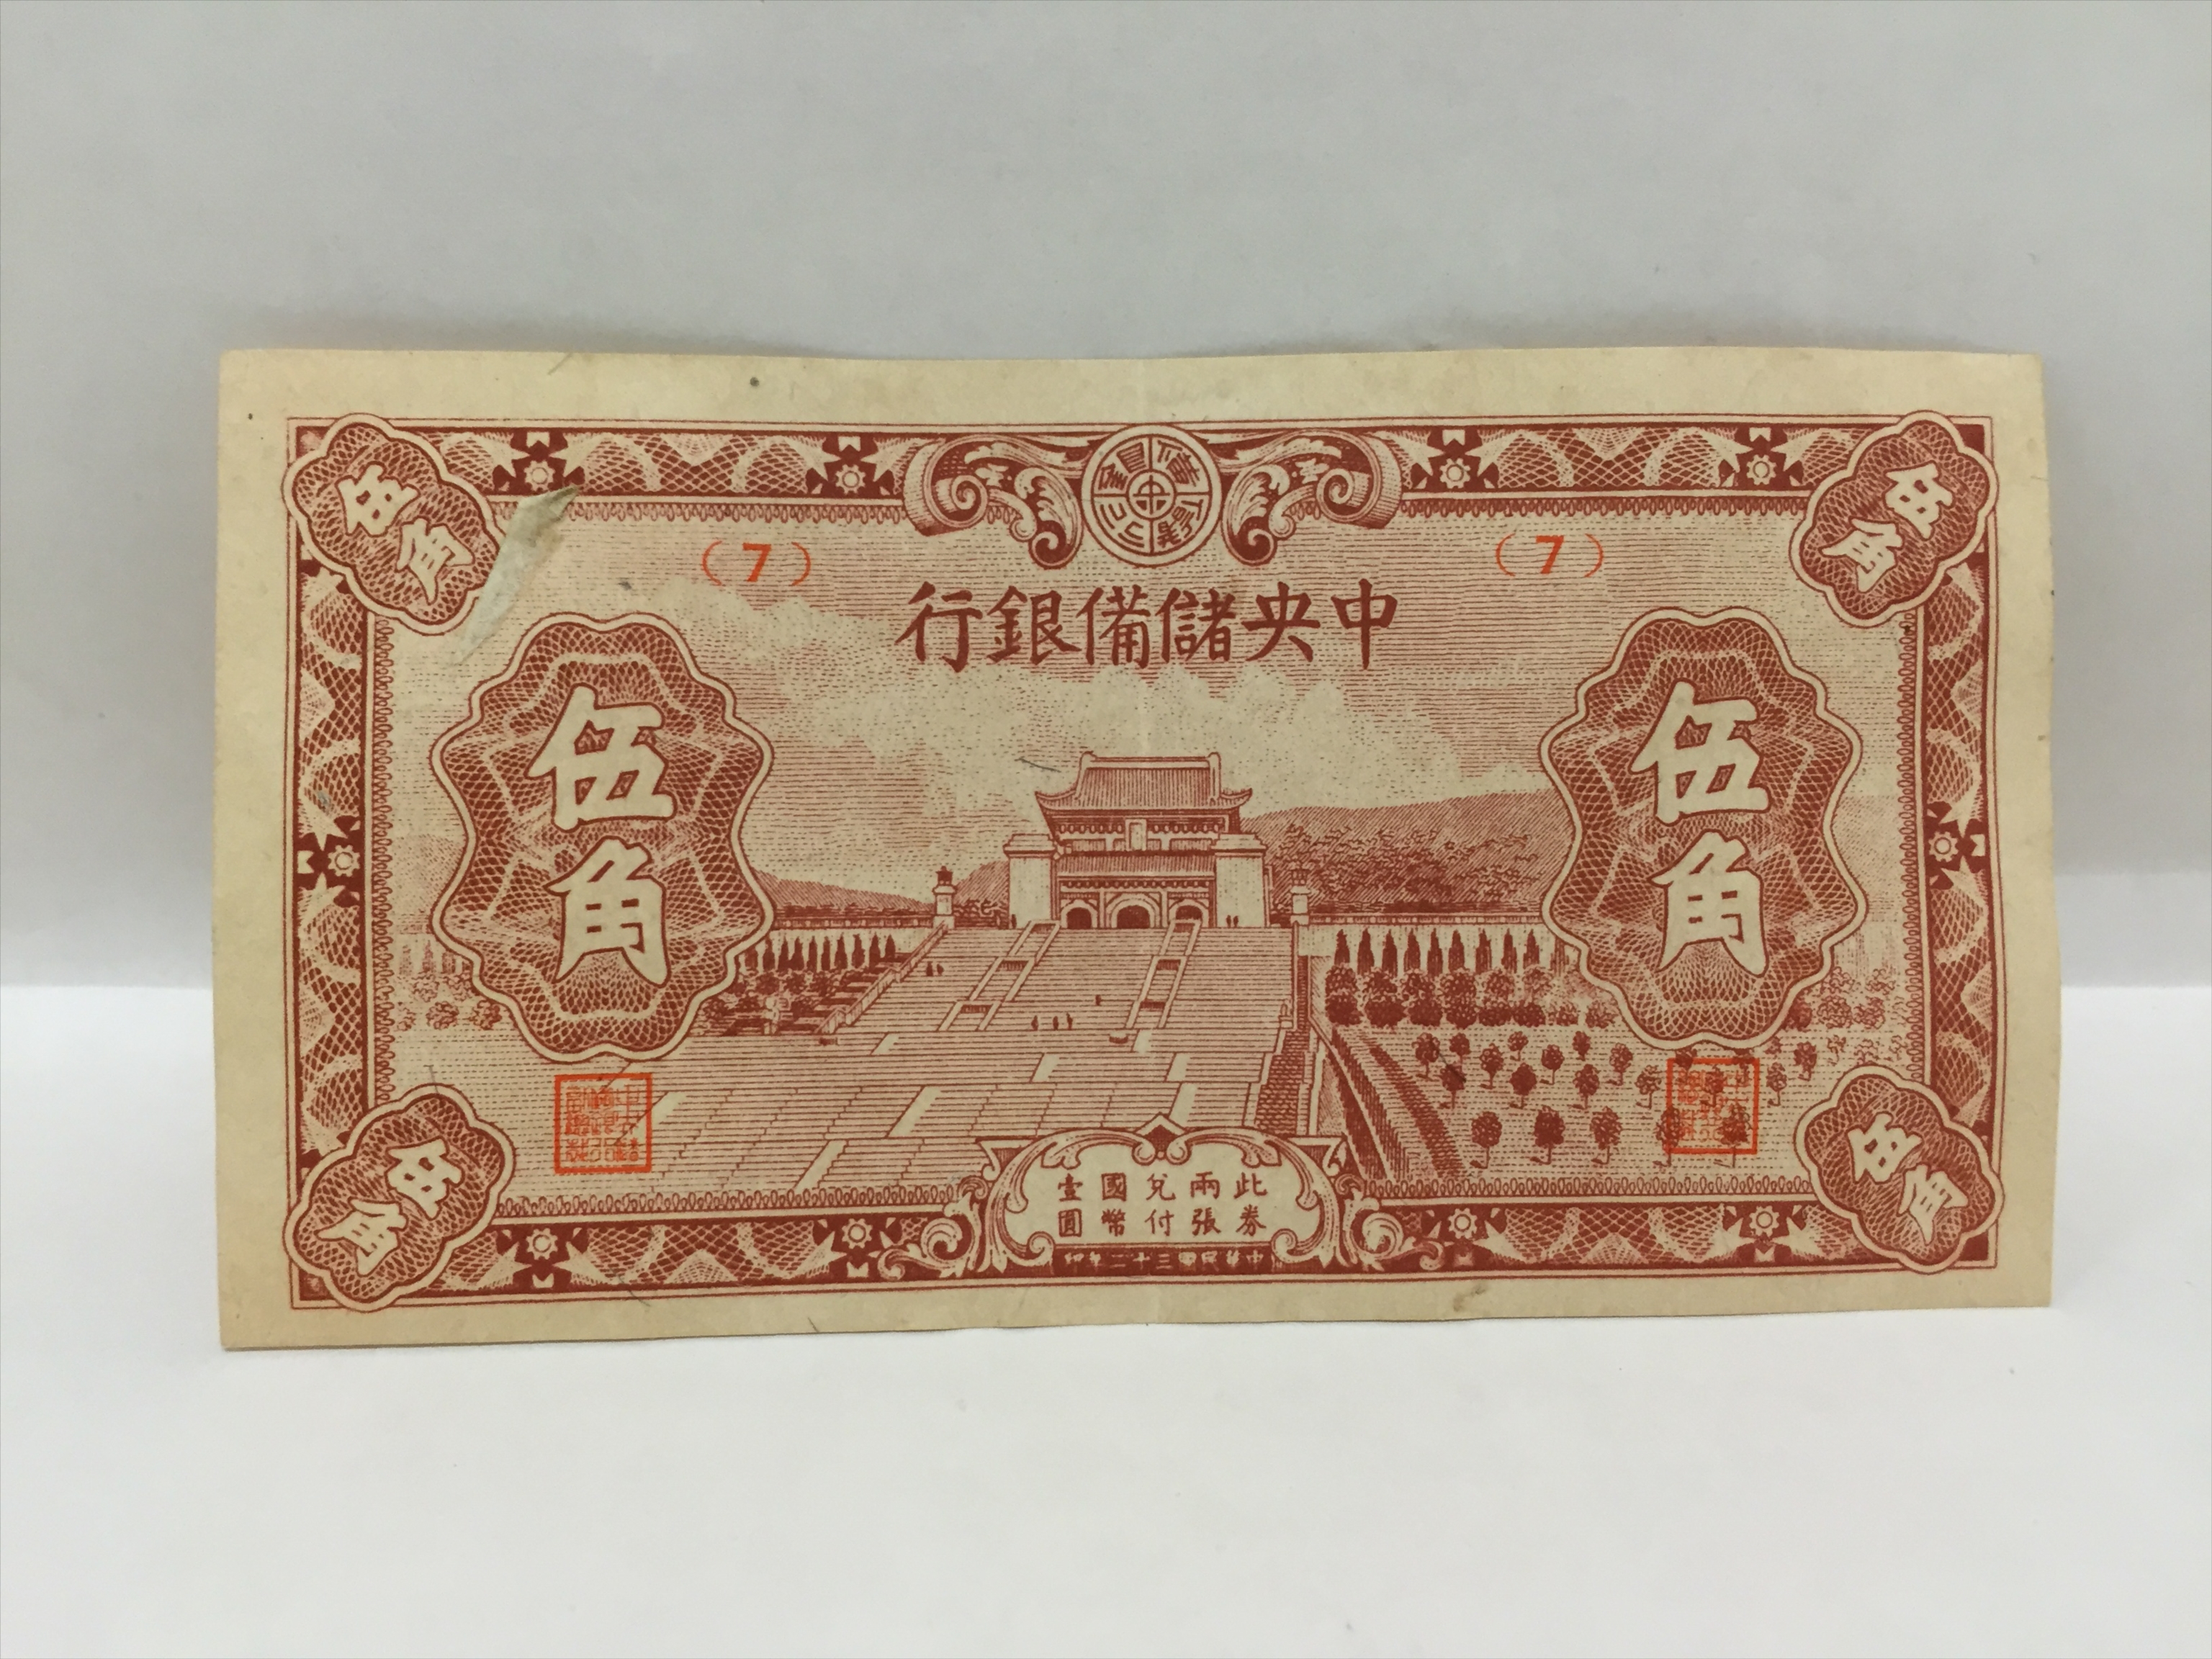 伍角
伍角
(7)
(7)
中央儲備銀行
伍角
伍角
此券
兩張
兌付
國幣
壹圓
中華民國三十二年印
伍角
伍角